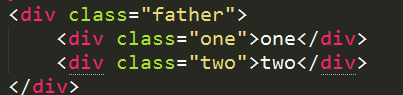 <div class="father">
    <div class="one">one</div>
    <div class="two">two</div>
</div>